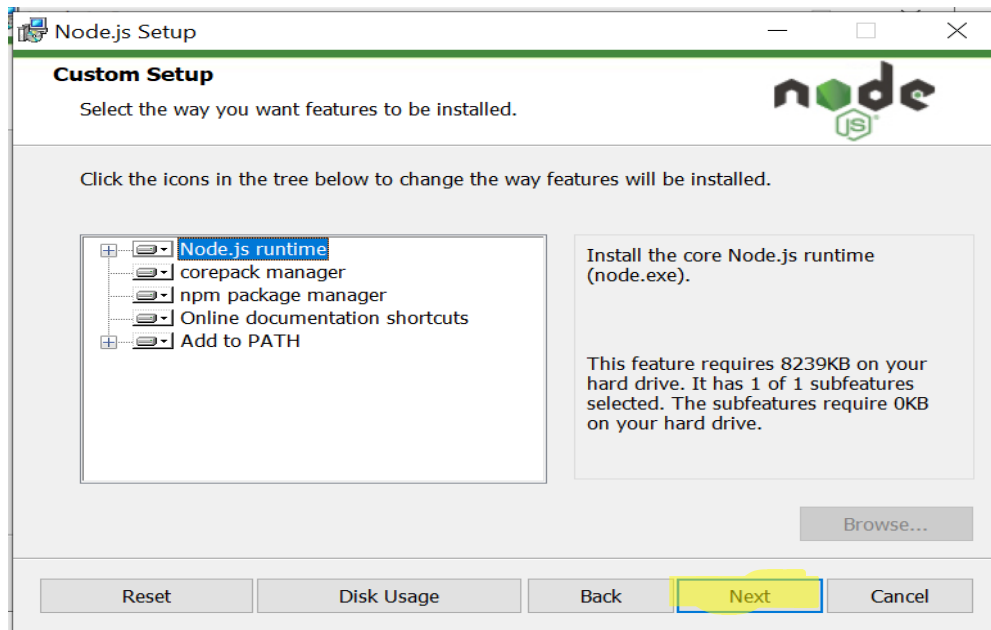 Node.js Setup
Custom Setup
Select the way you want features to be installed.
node
JS
Click the icons in the tree below to change the way features will be installed.
Node.js runtime
corepack manager
npm package manager
Online documentation shortcuts
Add to PATH
Install the core Node.js runtime
(node.exe).
This feature requires 8239KB on your
hard drive. It has 1 of 1 subfeatures
selected. The subfeatures require 0KB
on your hard drive.
Browse...
Reset
Disk Usage
Back
Next
Cancel